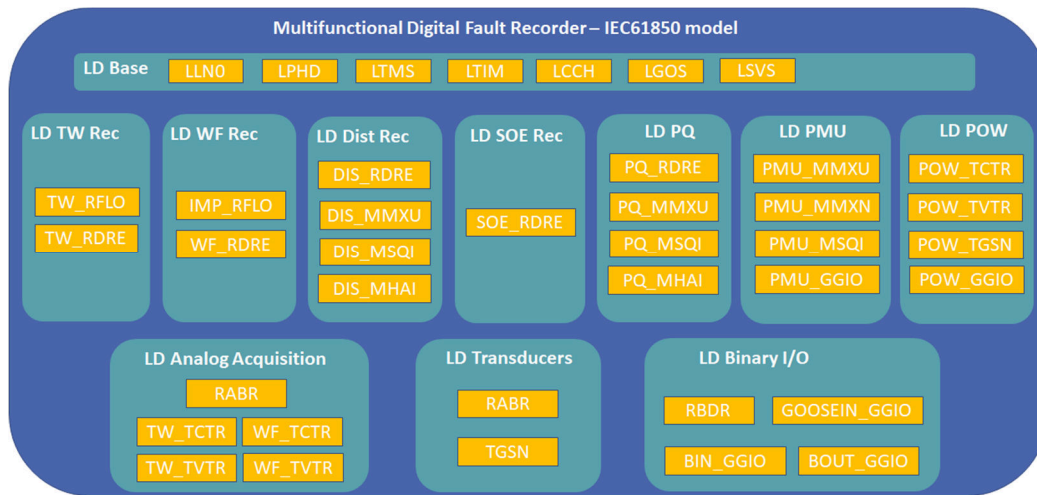 Multifunctional Digital Fault Recorder – IEC61850 model
LD Base LLN0 LPHD LTMS LTIM LCCH LGOS LSVS
LD TW Rec
TW_RFLO
TW_RDRE
LD WF Rec
IMP_RFLO
WF_RDRE
LD Dist Rec
DIS_RDRE
DIS_MMXU
DIS_MSQI
DIS_MHAI
LD SOE Rec
SOE_RDRE
LD PQ
PQ_RDRE
PQ_MMXU
PQ_MSQI
PQ_MHAI
LD PMU
PMU_MMXU
PMU_MMXN
PMU_MSQI
PMU_GGIO
LD POW
POW_TCTR
POW_TVTR
POW_TGSN
POW_GGIO
LD Analog Acquisition
RABR
TW_TCTR WF_TCTR
TW_TVTR WF_TVTR
LD Transducers
RABR
TGSN
LD Binary I/O
RBDR GOOSEIN_GGIO
BIN_GGIO BOUT_GGIO